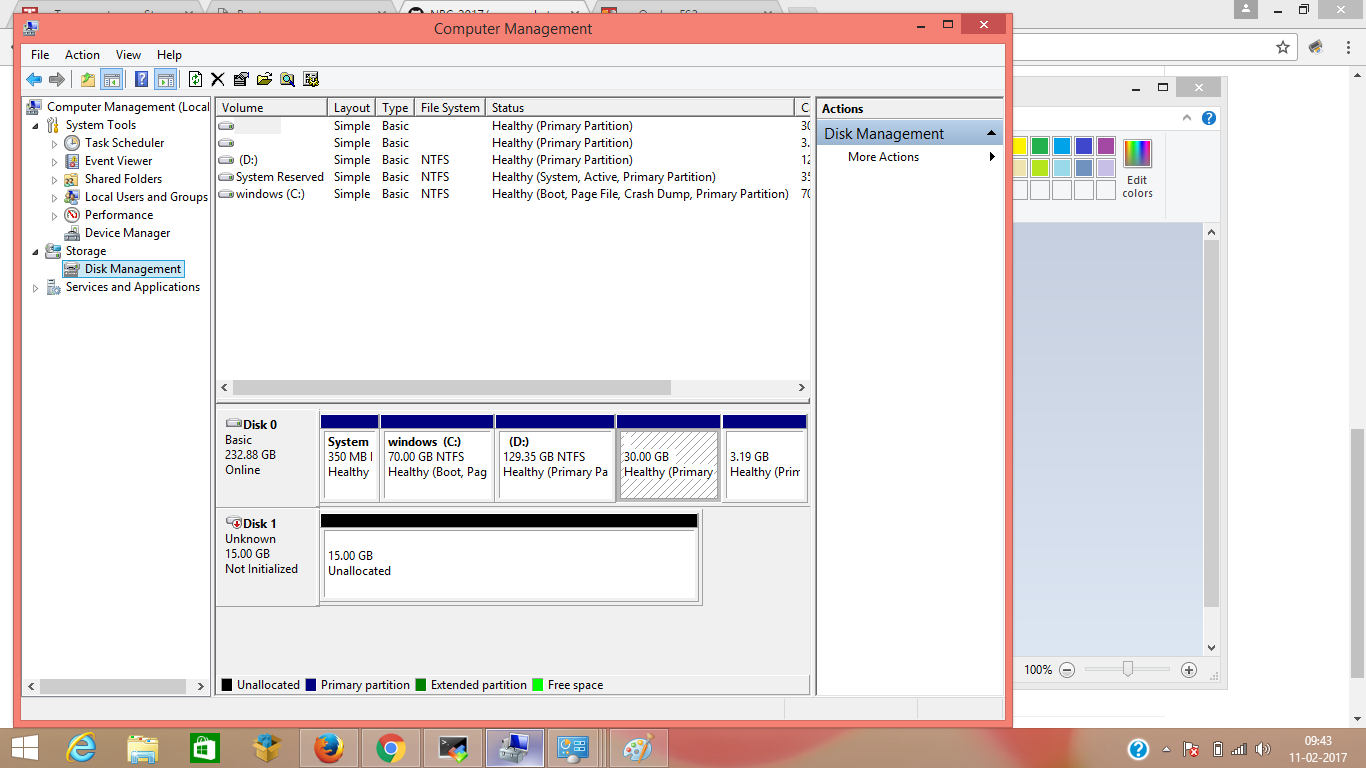 Computer Management
File Action View Help
Computer Management (Local
System Tools
Task Scheduler
Event Viewer
Shared Folders
Local Users and Groups
Performance
Device Manager
Storage
Disk Management
Services and Applications
Volume Layout Type File System Status C
Simple Basic Healthy (Primary Partition) 30
Simple Basic Healthy (Primary Partition) 3.
(D:) Simple Basic NTFS Healthy (Primary Partition) 12
System Reserved Simple Basic NTFS Healthy (System, Active, Primary Partition) 35
windows (C:) Simple Basic NTFS Healthy (Boot, Page File, Crash Dump, Primary Partition) 70
Actions
Disk Management
More Actions
Edit
colors
Disk 0
Basic
232.88 GB
Online
System
350 MB
Healthy
windows (C:)
70.00 GB NTFS
Healthy (Boot, Pag
(D:)
129.35 GB NTFS
Healthy (Primary Pa
30.00 GB
Healthy (Primary
3.19 GB
Healthy (Prim
Disk 1
Unknown
15.00 GB
Not Initialized
15.00 GB
Unallocated
Unallocated Primary partition Extended partition Free space
100%
09:43
11-02-2017